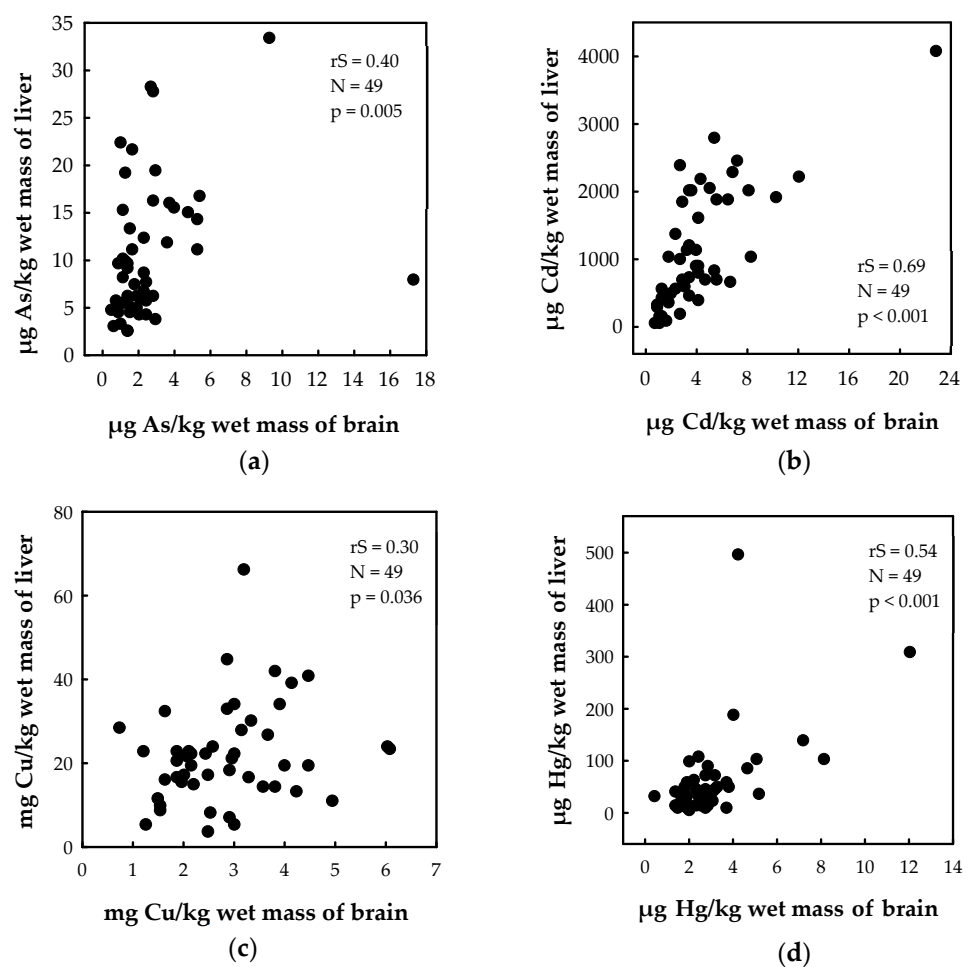 35
30
25
20
15
10
5
0
µg As/kg wet mass of liver
rS = 0.40
N = 49
p = 0.005
0 2 4 6 8 10 12 14 16 18
µg As/kg wet mass of brain
(a)
4000
3000
2000
1000
0
µg Cd/kg wet mass of liver
rS = 0.69
N = 49
p < 0.001
0 4 8 12 16 20 24
µg Cd/kg wet mass of brain
(b)
80
60
40
20
0
mg Cu/kg wet mass of liver
rS = 0.30
N = 49
p = 0.036
0 1 2 3 4 5 6 7
mg Cu/kg wet mass of brain
(c)
500
400
300
200
100
0
µg Hg/kg wet mass of liver
rS = 0.54
N = 49
p < 0.001
0 2 4 6 8 10 12 14
µg Hg/kg wet mass of brain
(d)